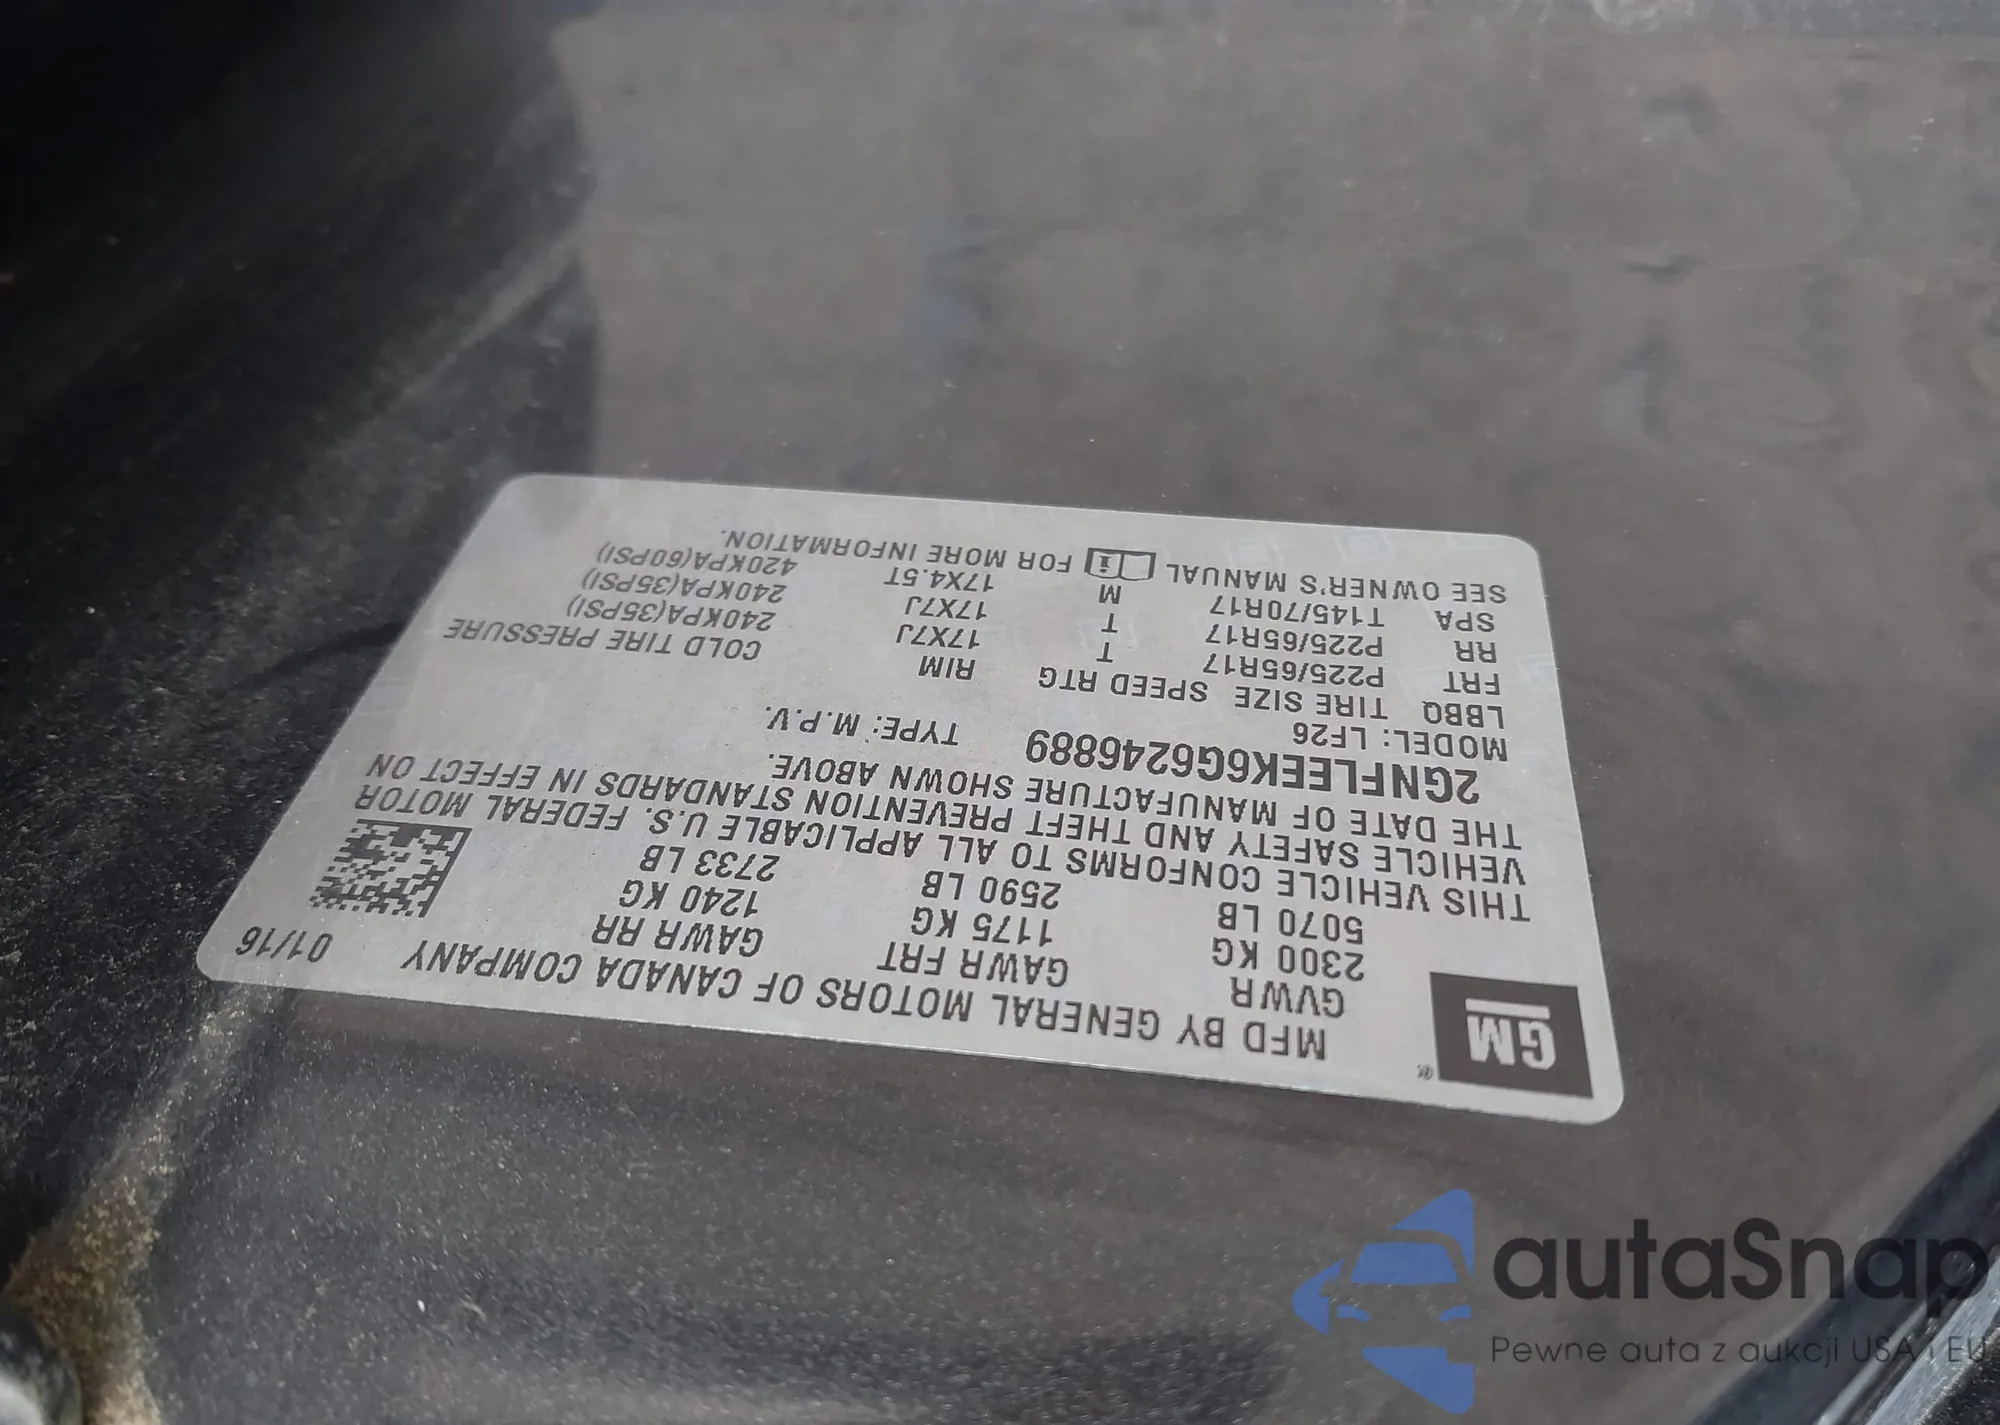 GM ® MFD BY GENERAL MOTORS OF CANADA COMPANY 01/16
GVWR GAWR FRT GAWR RR
2300 KG 1175 KG 1240 KG
5070 LB 2590 LB 2733 LB
THIS VEHICLE CONFORMS TO ALL APPLICABLE U.S. FEDERAL MOTOR
VEHICLE SAFETY AND THEFT PREVENTION STANDARDS IN EFFECT ON
THE DATE OF MANUFACTURE SHOWN ABOVE.
2GNFLEEK6G6246889 TYPE: M.P.V.
MODEL: LF26
LBBQ TIRE SIZE SPEED RTG RIM COLD TIRE PRESSURE
FRT P225/65R17 T 17X7J 240KPA(35PSI)
RR P225/65R17 T 17X7J 240KPA(35PSI)
SPA T145/70R17 M 17X4.5T 420KPA(60PSI)
SEE OWNER'S MANUAL i FOR MORE INFORMATION.
autaSnap
Pewne auta z aukcji USA i EU